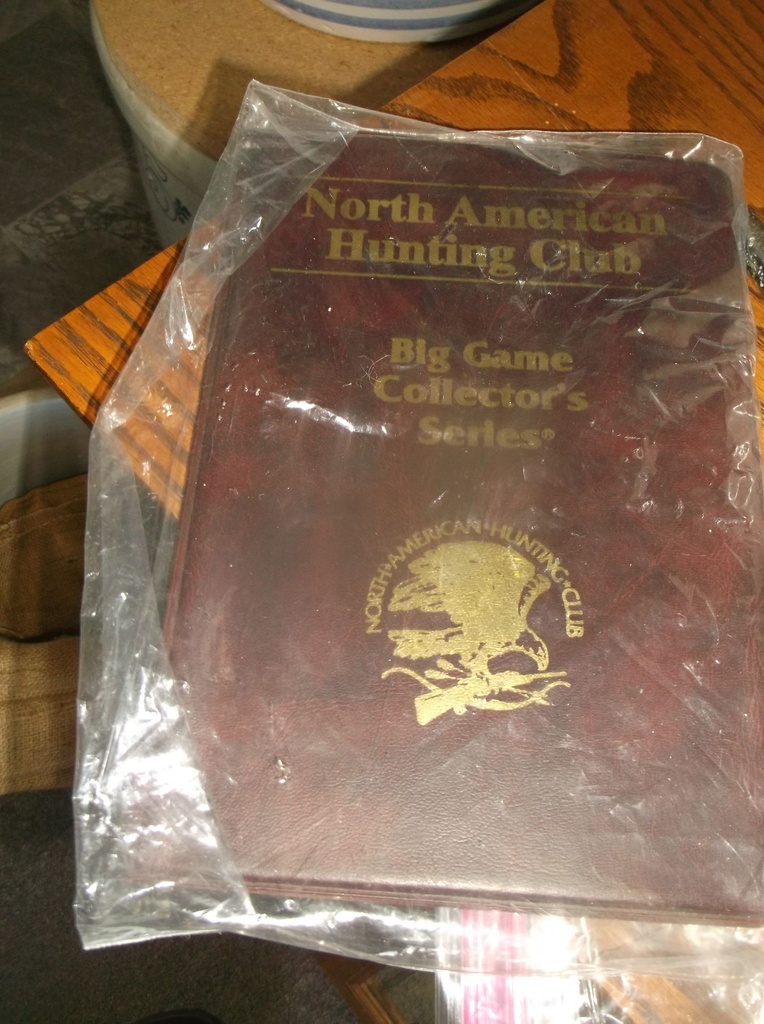 North American
Hunting Club
Big Game
Collector's
Series®
NORTH•AMERICAN•HUNTING•CLUB